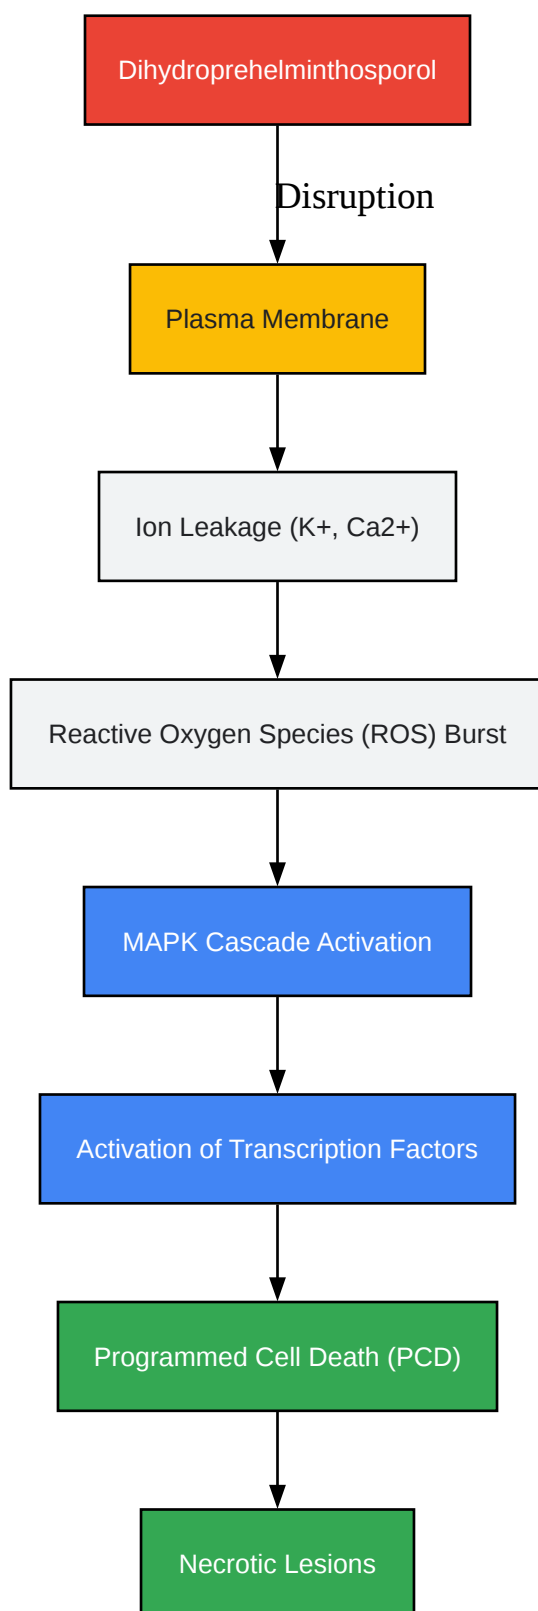 Dihydroprehelminthosporol
Disruption
Plasma Membrane
Ion Leakage (K+, Ca2+)
Reactive Oxygen Species (ROS) Burst
MAPK Cascade Activation
Activation of Transcription Factors
Programmed Cell Death (PCD)
Necrotic Lesions